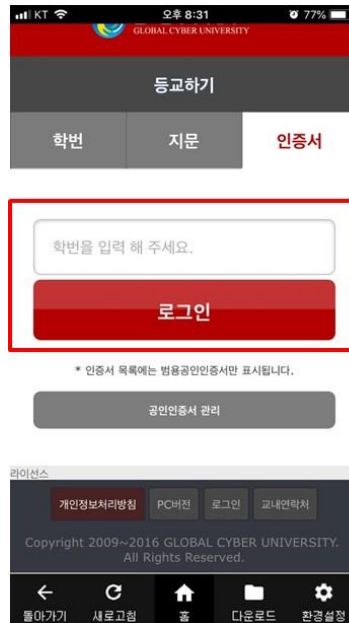 KT 오후 8:31 77%
GLOBAL CYBER UNIVERSITY
등교하기
학번 지문 인증서
학번을 입력 해 주세요.
로그인
* 인증서 목록에는 범용공인인증서만 표시됩니다.
공인인증서 관리
라이선스
개인정보처리방침 PC버전 로그인 교내연락처
Copyright 2009~2016 GLOBAL CYBER UNIVERSITY.
All Rights Reserved.
돌아가기 새로고침 홈 다운로드 환경설정